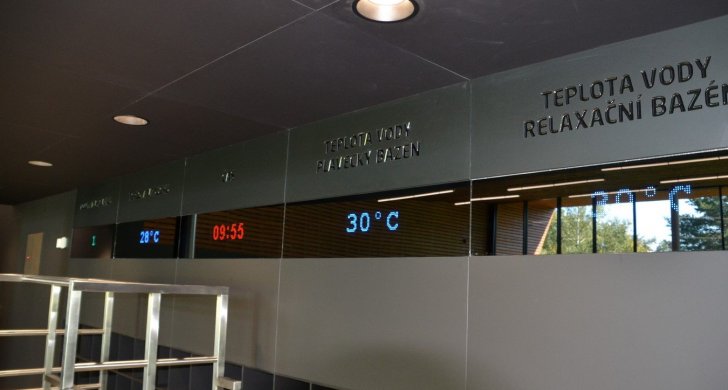 TEPLOTA VODY
RELAXAČNÍ BAZÉN
TEPLOTA VODY
PLAVECKÝ BAZÉN
28°C
09:55
30°C